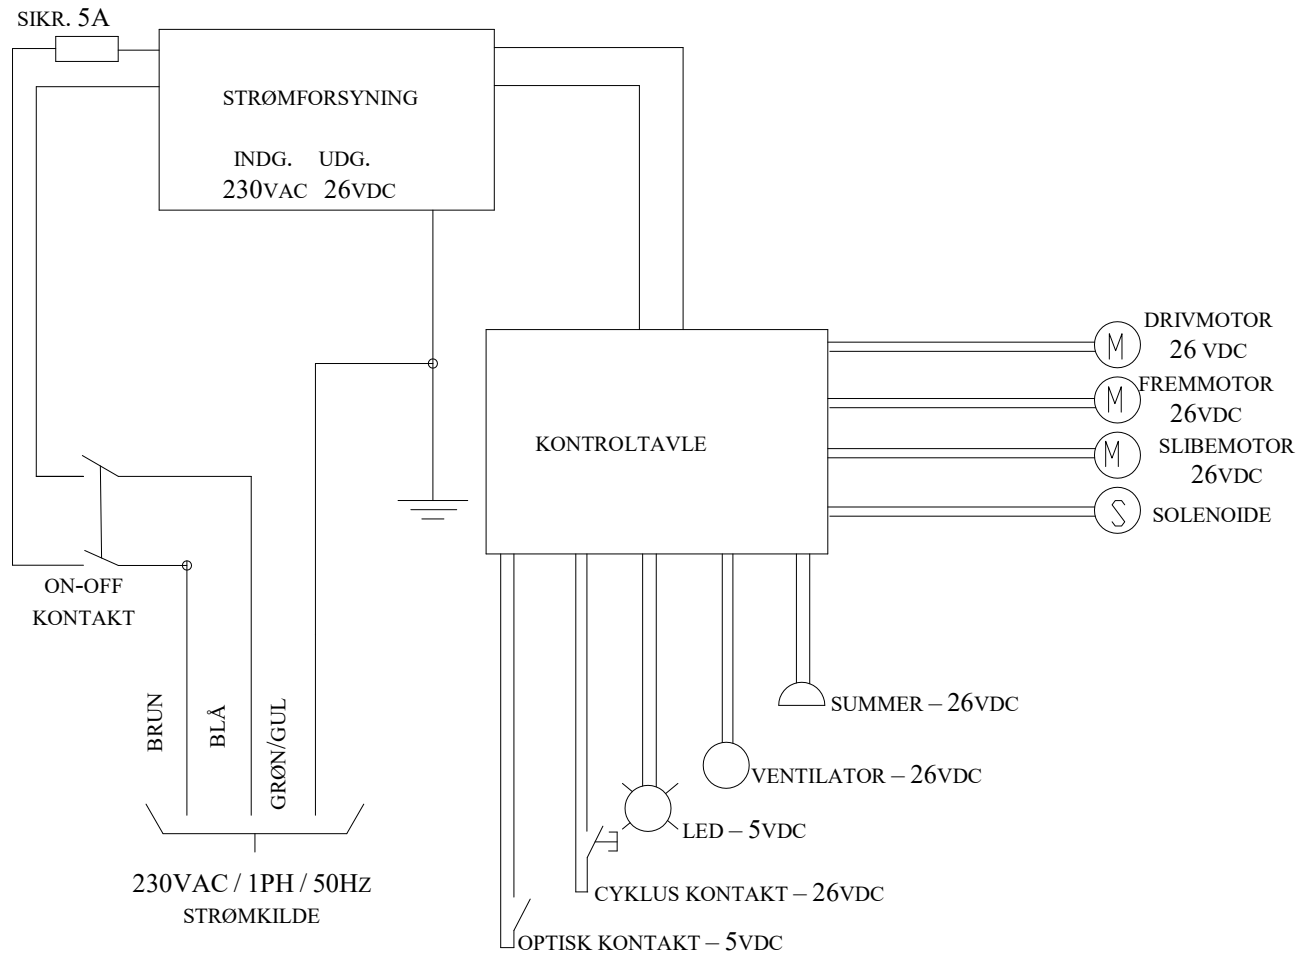 SIKR. 5A
STRØMFORSYNING
INDG. UDG.
230VAC 26VDC
DRIVMOTOR
26 VDC
M
FREMMOTOR
26VDC
M
KONTROLTAVLE
SLIBEMOTOR
26VDC
M
SOLENOIDE
S
ON-OFF
KONTAKT
BRUN
BLÅ
GRØN/GUL
SUMMER – 26VDC
VENTILATOR – 26VDC
LED – 5VDC
230VAC / 1PH / 50HZ
STRØMKILDE
CYKLUS KONTAKT – 26VDC
OPTISK KONTAKT – 5VDC